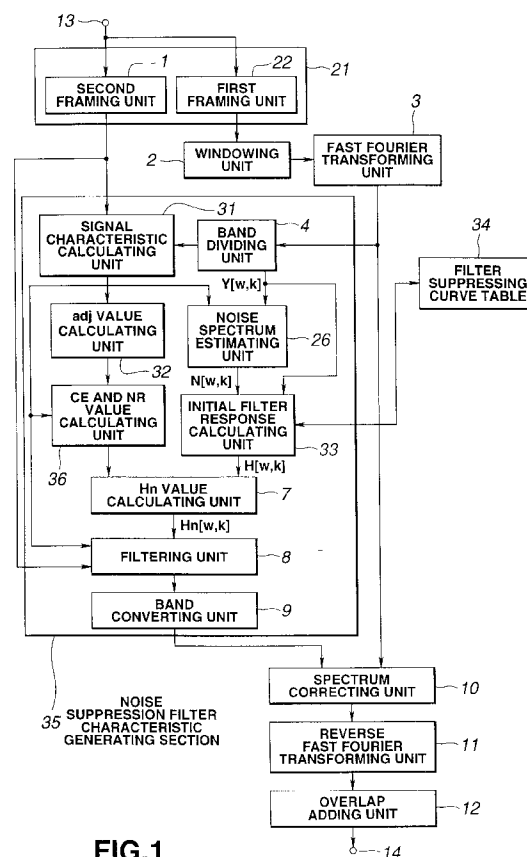 13
1
22
21
SECOND
FRAMING UNIT
FIRST
FRAMING UNIT
3
2
WINDOWING
UNIT
FAST FOURIER
TRANSFORMING
UNIT
31
4
34
SIGNAL
CHARACTERISTIC
CALCULATING
UNIT
BAND
DIVIDING
UNIT
FILTER
SUPPRESSING
CURVE TABLE
Y[w,k]
adj VALUE
CALCULATING
UNIT
NOISE
SPECTRUM
ESTIMATING
UNIT
32
26
N[w,k]
CE AND NR
VALUE
CALCULATING
UNIT
INITIAL FILTER
RESPONSE
CALCULATING
UNIT
36
33
H[w,k]
Hn VALUE
CALCULATING UNIT
7
Hn[w,k]
FILTERING UNIT
8
BAND
CONVERTING UNIT
9
35
NOISE
SUPPRESSION FILTER
CHARACTERISTIC
GENERATING SECTION
SPECTRUM
CORRECTING UNIT
10
REVERSE
FAST FOURIER
TRANSFORMING UNIT
11
OVERLAP
ADDING UNIT
12
14
FIG.1